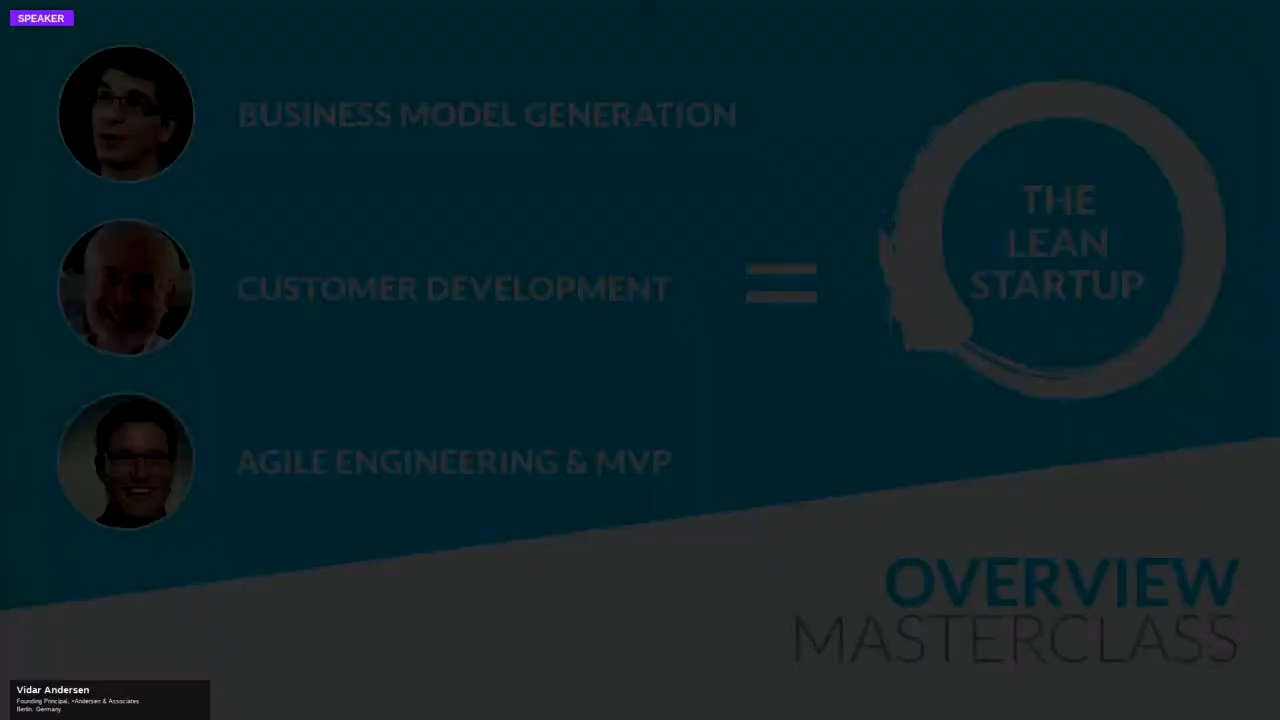 SPEAKER
BUSINESS MODEL GENERATION
CUSTOMER DEVELOPMENT
AGILE ENGINEERING & MVP
THE
LEAN
STARTUP
OVERVIEW
MASTERCLASS
Vidar Andersen
Founding Principal, +Andersen & Associates
Berlin, Germany